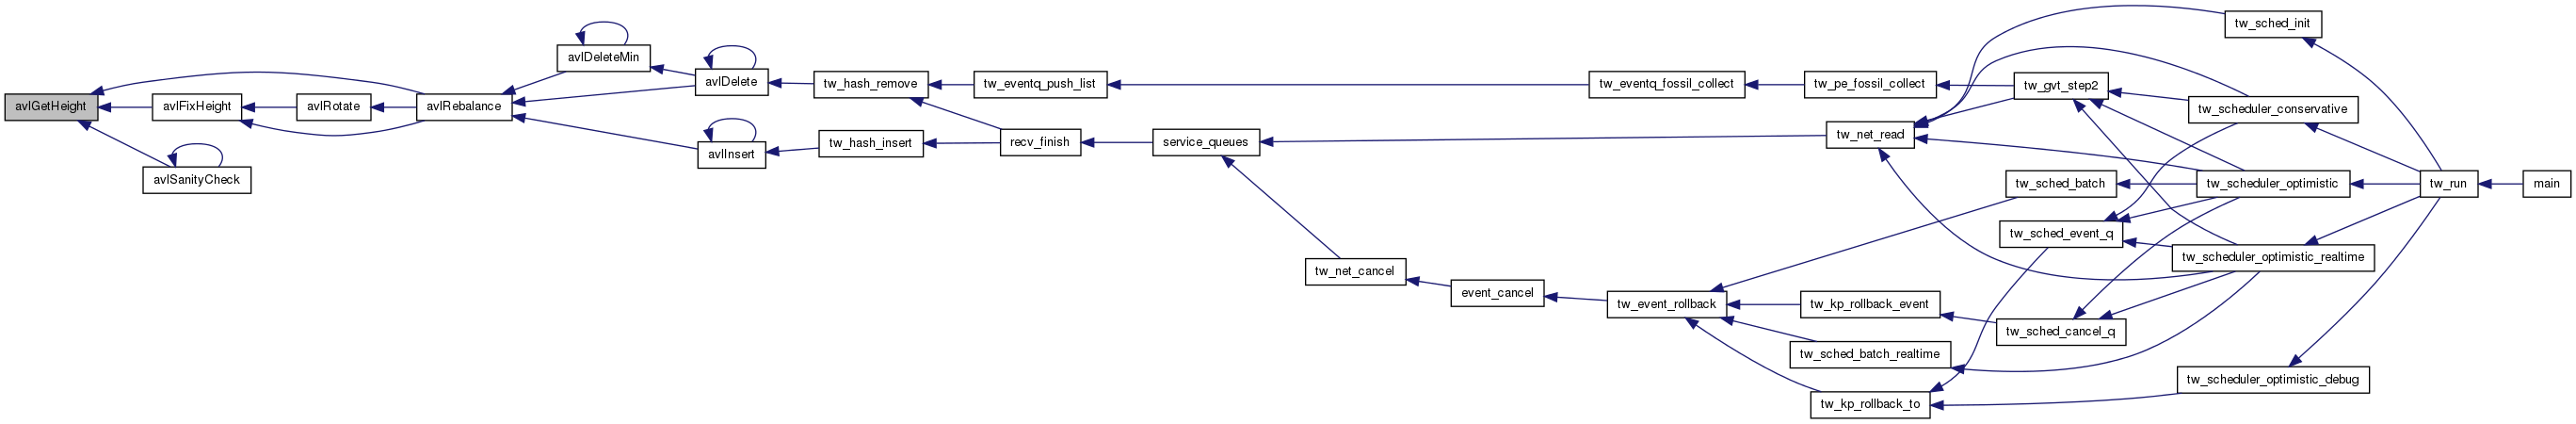 avlGetHeight
avlFixHeight
avlSanityCheck
avlRotate
avlRebalance
avlDeleteMin
avlDelete
avlInsert
tw_hash_remove
tw_hash_insert
tw_eventq_push_list
recv_finish
service_queues
tw_net_cancel
event_cancel
tw_eventq_fossil_collect
tw_event_rollback
tw_pe_fossil_collect
tw_net_read
tw_kp_rollback_event
tw_sched_batch_realtime
tw_kp_rollback_to
tw_gvt_step2
tw_sched_batch
tw_sched_event_q
tw_sched_cancel_q
tw_sched_init
tw_scheduler_conservative
tw_scheduler_optimistic
tw_scheduler_optimistic_realtime
tw_scheduler_optimistic_debug
tw_run
main